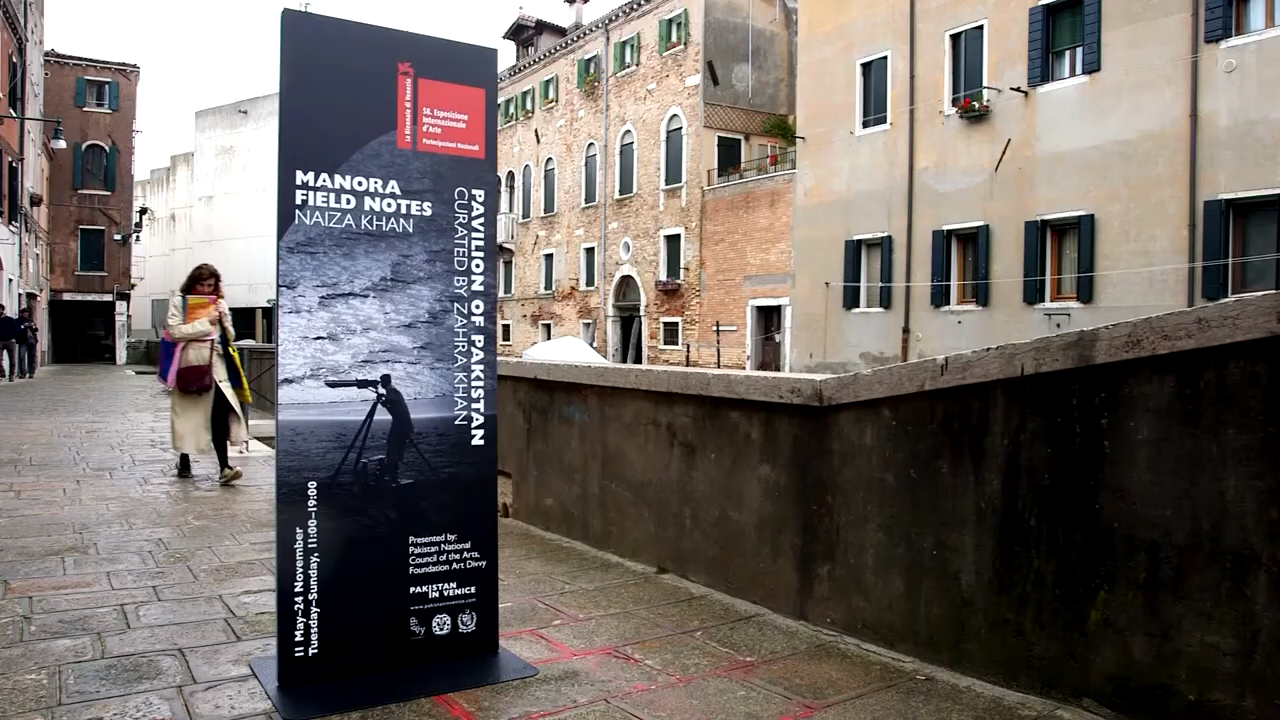 La Biennale di Venezia
58. Esposizione
Internazionale
d'Arte
Partecipazioni Nazionali
MANORA
FIELD NOTES
NAIZA KHAN
PAVILION OF PAKISTAN
CURATED BY ZAHRA KHAN
11 May–24 November
Tuesday–Sunday, 11:00–19:00
Presented by:
Pakistan National
Council of the Arts,
Foundation Art Divvy
PAKISTAN
IN VENICE
www.pakistaninvenice.com